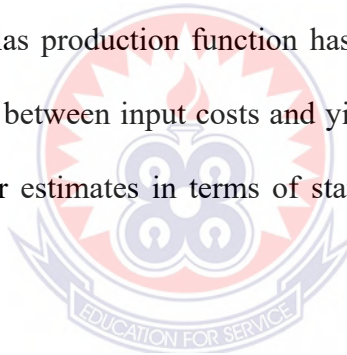 as production function has
between input costs and yi
r estimates in terms of sta
EDUCATION FOR SERVICE